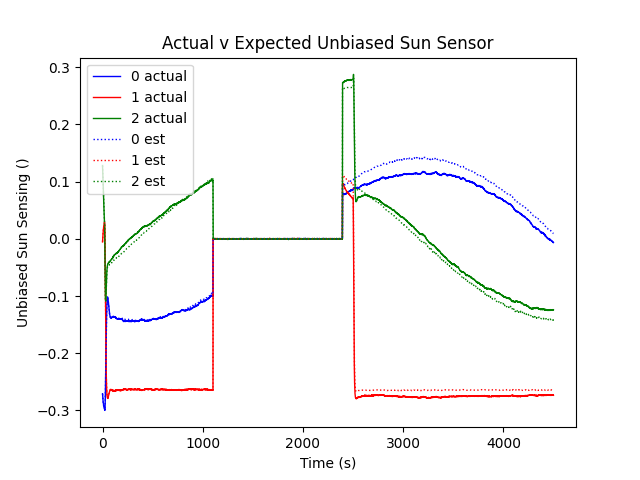 Actual v Expected Unbiased Sun Sensor
0.3
0.2
0.1
0.0
−0.1
−0.2
−0.3
Unbiased Sun Sensing ()
0 actual
1 actual
2 actual
0 est
1 est
2 est
0
1000
2000
3000
4000
Time (s)